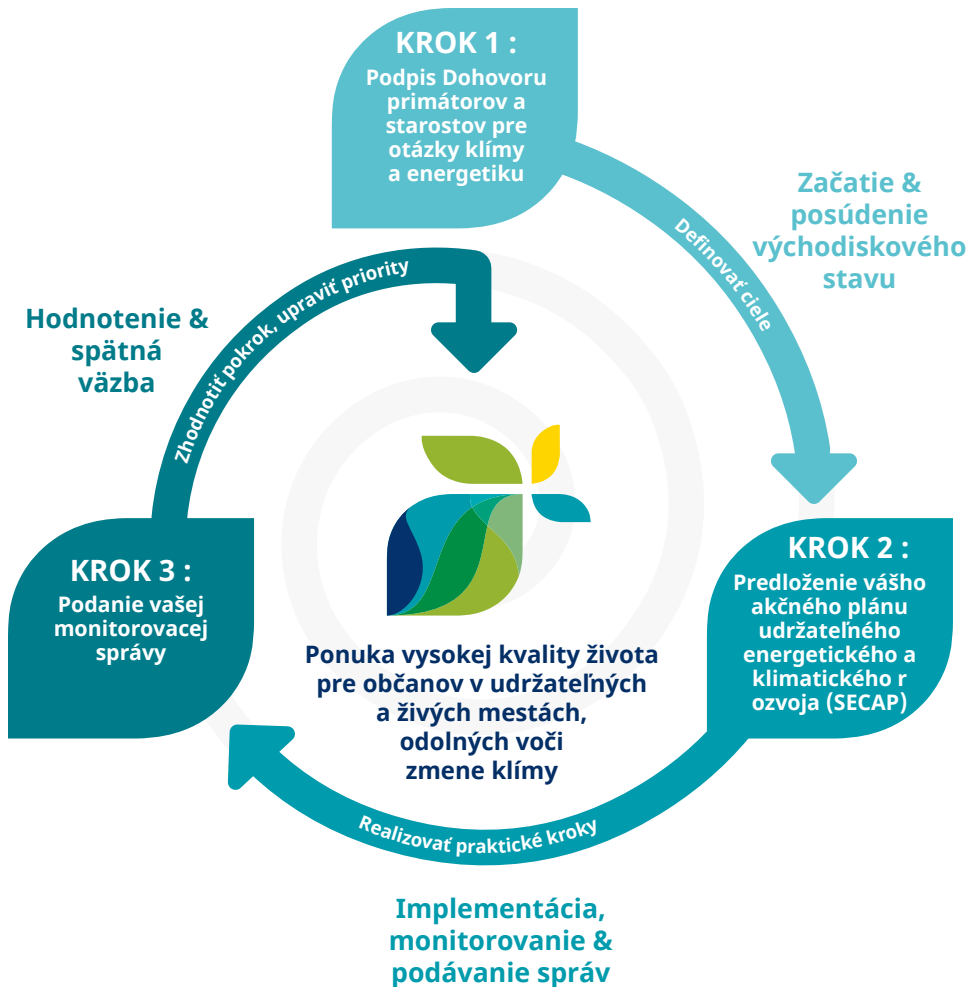 KROK 1 :
Podpis Dohovoru
primátorov a
starostov pre
otázky klímy
a energetiku
Definovať ciele
Začatie &
posúdenie
východiskového
stavu
KROK 2 :
Predloženie vášho
akčného plánu
udržateľného
energetického a
klimatického r
ozvoja (SECAP)
Realizovať praktické kroky
Implementácia,
monitorovanie &
podávanie správ
KROK 3 :
Podanie vašej
monitorovacej
správy
Zhodnotiť pokrok, upraviť priority
Hodnotenie &
spätná
väzba
Ponuka vysokej kvality života
pre občanov v udržateľných
a živých mestách,
odolných voči
zmene klímy